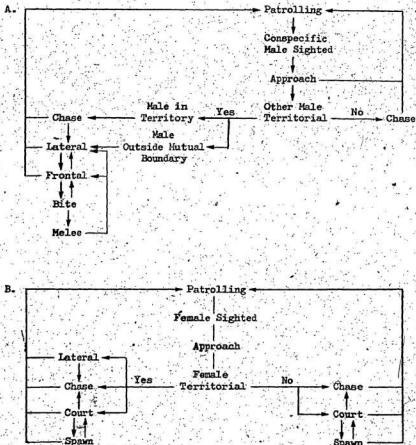 A.
Patrolling
Conspecific
Male Sighted
Approach
Other Male
Territorial
Yes
No
Chase
Male in
Territory
Male
Outside Mutual
Boundary
Chase
Lateral
Frontal
Bite
Melee
B.
Patrolling
Female Sighted
Approach
Female
Territorial
Yes
No
Lateral
Chase
Court
Spawn
Chase
Court
Spawn